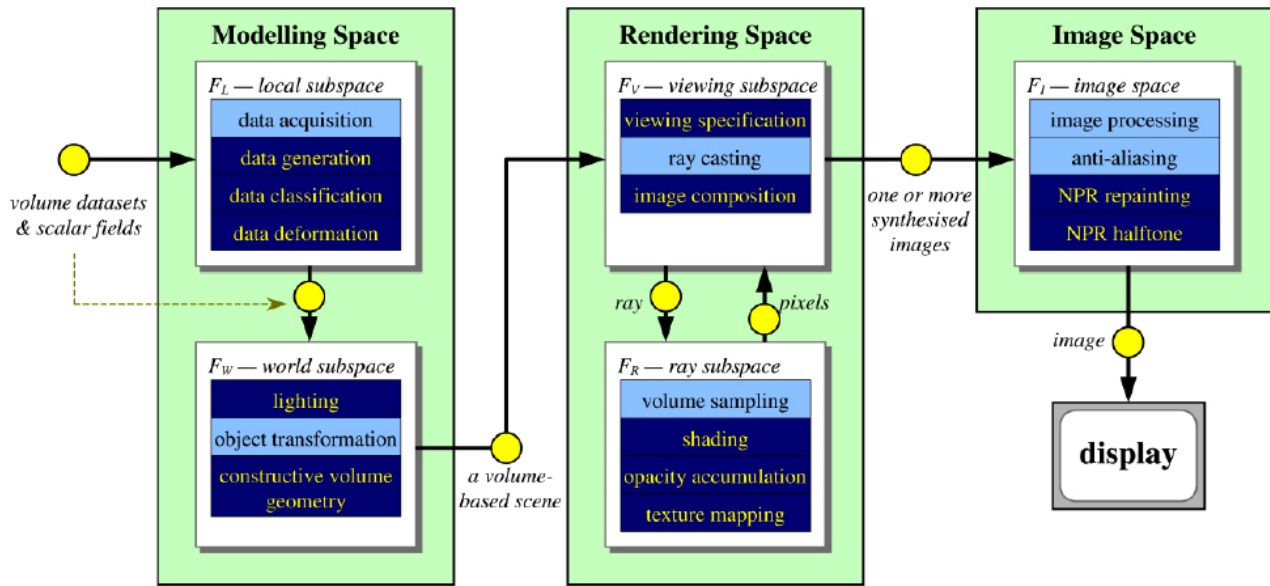 Modelling Space
F_L — local subspace
data acquisition
data generation
data classification
data deformation
volume datasets
& scalar fields
F_W — world subspace
lighting
object transformation
constructive volume
geometry
a volume-
based scene
Rendering Space
F_V — viewing subspace
viewing specification
ray casting
image composition
ray
pixels
F_R — ray subspace
volume sampling
shading
opacity accumulation
texture mapping
one or more
synthesised
images
Image Space
F_I — image space
image processing
anti-aliasing
NPR repainting
NPR halftone
image
display